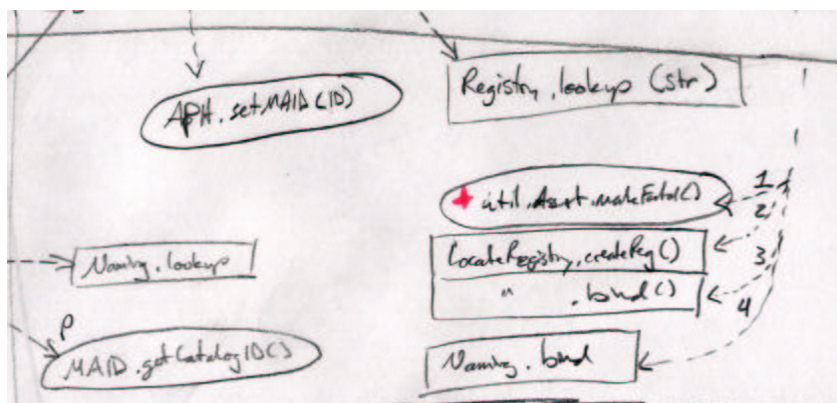 Registry.lookup (str)
APH.setMAID(ID)
util.Assert.makeFatal()
1
2
LocateRegistry.createReg()
3
" .bind()
4
Naming.lookup
P
MAID.getCatalogID()
Naming.bind